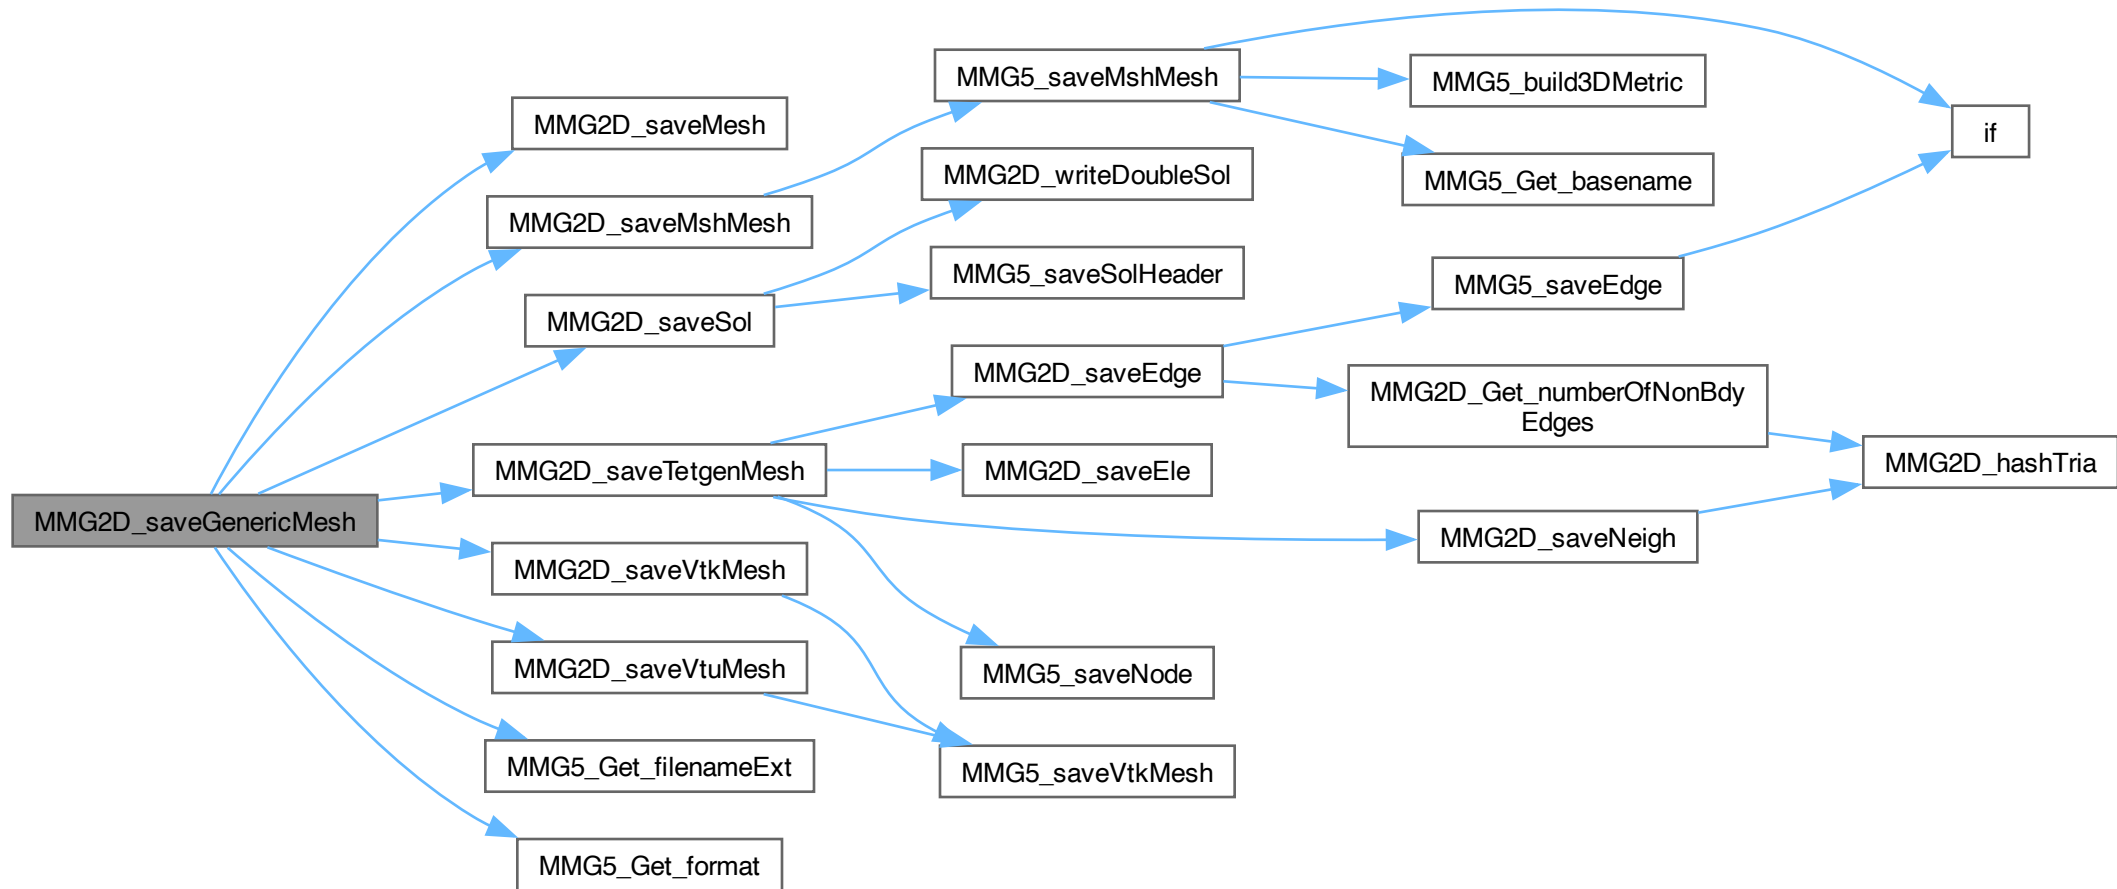 MMG2D_saveGenericMesh
MMG2D_saveMesh
MMG2D_saveMshMesh
MMG2D_saveSol
MMG2D_saveTetgenMesh
MMG2D_saveVtkMesh
MMG2D_saveVtuMesh
MMG5_Get_filenameExt
MMG5_Get_format
MMG5_saveMshMesh
MMG2D_writeDoubleSol
MMG5_saveSolHeader
MMG2D_saveEdge
MMG2D_saveEle
MMG5_saveNode
MMG5_saveVtkMesh
MMG5_build3DMetric
MMG5_Get_basename
MMG5_saveEdge
MMG2D_Get_numberOfNonBdy
Edges
MMG2D_saveNeigh
if
MMG2D_hashTria